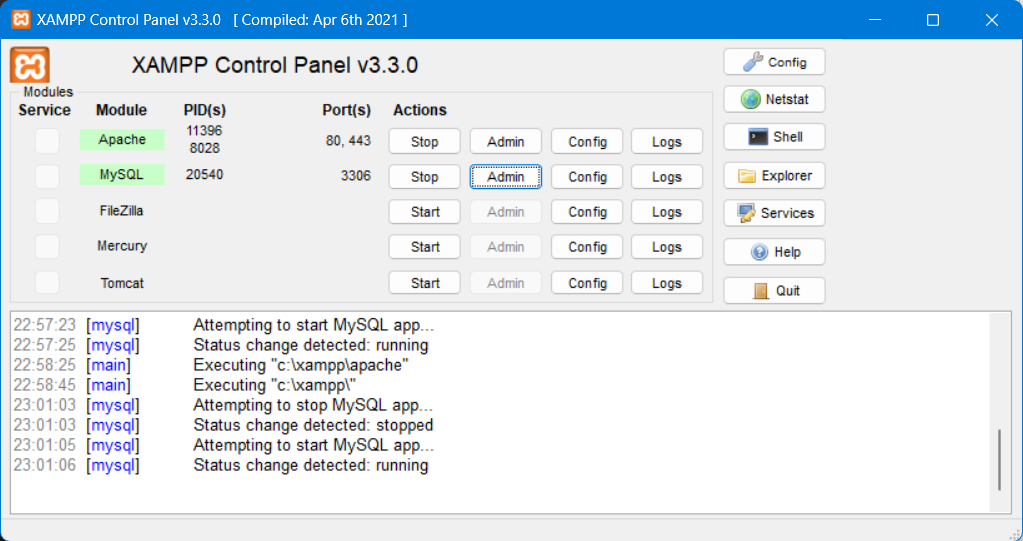 XAMPP Control Panel v3.3.0 [ Compiled: Apr 6th 2021 ]
XAMPP Control Panel v3.3.0
Config
Modules
Service Module PID(s) Port(s) Actions
Netstat
Apache 11396 8028 80, 443 Stop Admin Config Logs
Shell
MySQL 20540 3306 Stop Admin Config Logs
Explorer
FileZilla Start Admin Config Logs
Services
Mercury Start Admin Config Logs
Help
Tomcat Start Admin Config Logs
Quit
22:57:23 [mysql] Attempting to start MySQL app...
22:57:25 [mysql] Status change detected: running
22:58:25 [main] Executing "c:\xampp\apache"
22:58:45 [main] Executing "c:\xampp\"
23:01:03 [mysql] Attempting to stop MySQL app...
23:01:03 [mysql] Status change detected: stopped
23:01:05 [mysql] Attempting to start MySQL app...
23:01:06 [mysql] Status change detected: running